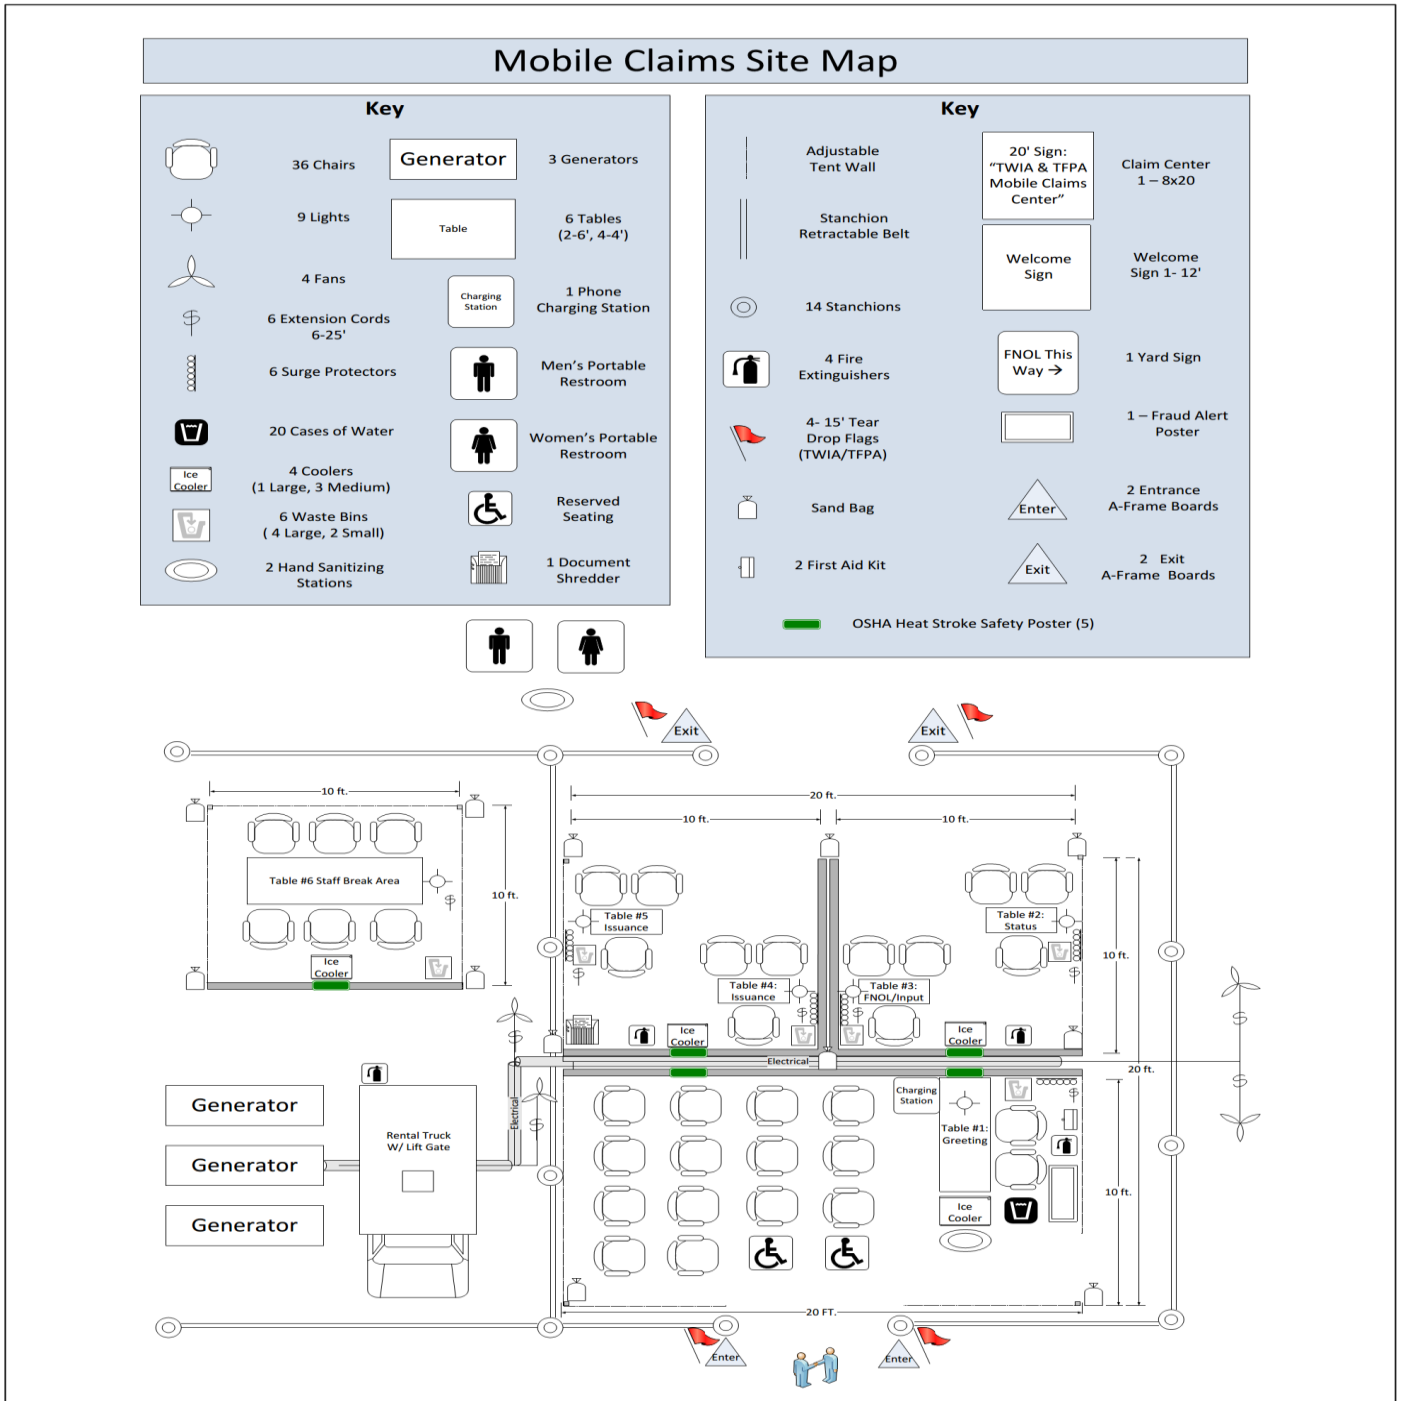 Mobile Claims Site Map
Key
36 Chairs
Generator
3 Generators
9 Lights
Table
6 Tables
(2-6', 4-4')
4 Fans
Charging
Station
1 Phone
Charging Station
6 Extension Cords
6-25'
6 Surge Protectors
Men's Portable
Restroom
20 Cases of Water
Women's Portable
Restroom
Ice
Cooler
4 Coolers
(1 Large, 3 Medium)
Reserved
Seating
6 Waste Bins
( 4 Large, 2 Small)
2 Hand Sanitizing
Stations
1 Document
Shredder
Key
Adjustable
Tent Wall
20' Sign:
"TWIA & TFPA
Mobile Claims
Center"
Claim Center
1 – 8x20
Stanchion
Retractable Belt
Welcome
Sign
Welcome
Sign 1- 12'
14 Stanchions
4 Fire
Extinguishers
FNOL This
Way →
1 Yard Sign
4- 15' Tear
Drop Flags
(TWIA/TFPA)
1 – Fraud Alert
Poster
Sand Bag
Enter
2 Entrance
A-Frame Boards
2 First Aid Kit
Exit
2 Exit
A-Frame Boards
OSHA Heat Stroke Safety Poster (5)
Exit
Exit
10 ft.
20 ft.
10 ft.
10 ft.
Table #6 Staff Break Area
10 ft.
Ice
Cooler
Table #5
Issuance
Table #2:
Status
10 ft.
Table #4:
Issuance
Table #3:
FNOL/Input
Ice
Cooler
Ice
Cooler
Electrical
20 ft.
Generator
Generator
Generator
Rental Truck
W/ Lift Gate
Electrical
Charging
Station
Table #1:
Greeting
10 ft.
Ice
Cooler
20 FT.
Enter
Enter